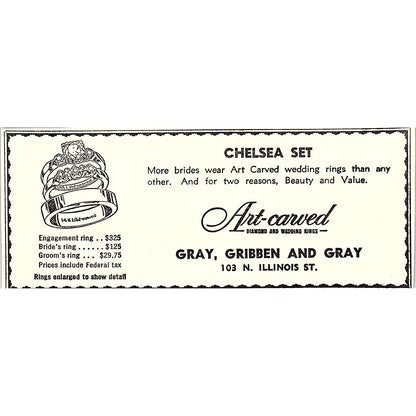 CHELSEA SET
More brides wear Art Carved wedding rings than any
other. And for two reasons, Beauty and Value.
Art-carved
DIAMOND AND WEDDING RINGS
GRAY, GRIBBEN AND GRAY
103 N. ILLINOIS ST.
Engagement ring . . $325
Bride's ring . . . . . . $125
Groom's ring . . . $29.75
Prices include Federal tax
Rings enlarged to show detail